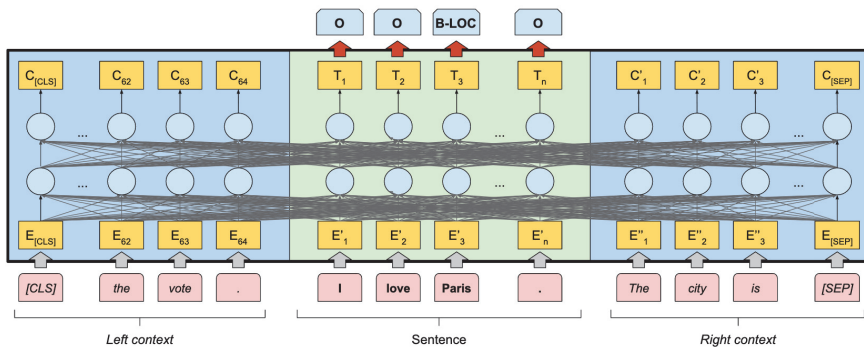 O O B-LOC O
C[CLS] C62 C63 C64 T1 T2 T3 Tn C'1 C'2 C'3 C[SEP]
... ... ...
... ... ...
E[CLS] E62 E63 E64 E'1 E'2 E'3 E'n E''1 E''2 E''3 E[SEP]
[CLS] the vote . I love Paris . The city is [SEP]
Left context Sentence Right context